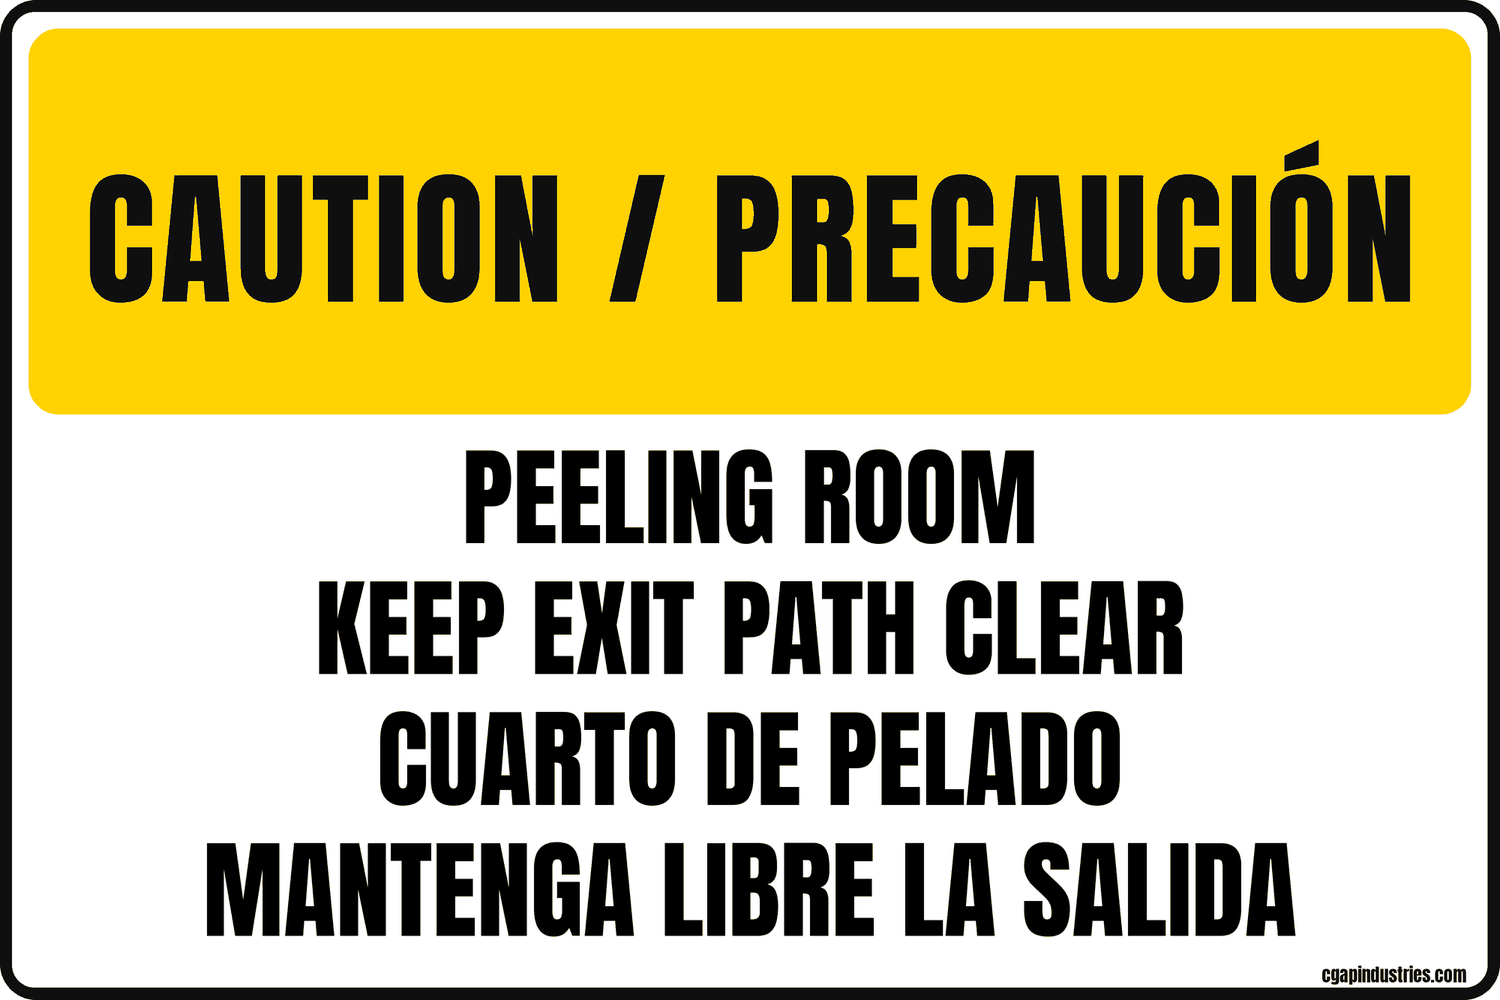 CAUTION / PRECAUCIÓN
PEELING ROOM
KEEP EXIT PATH CLEAR
CUARTO DE PELADO
MANTENGA LIBRE LA SALIDA
cgapindustries.com